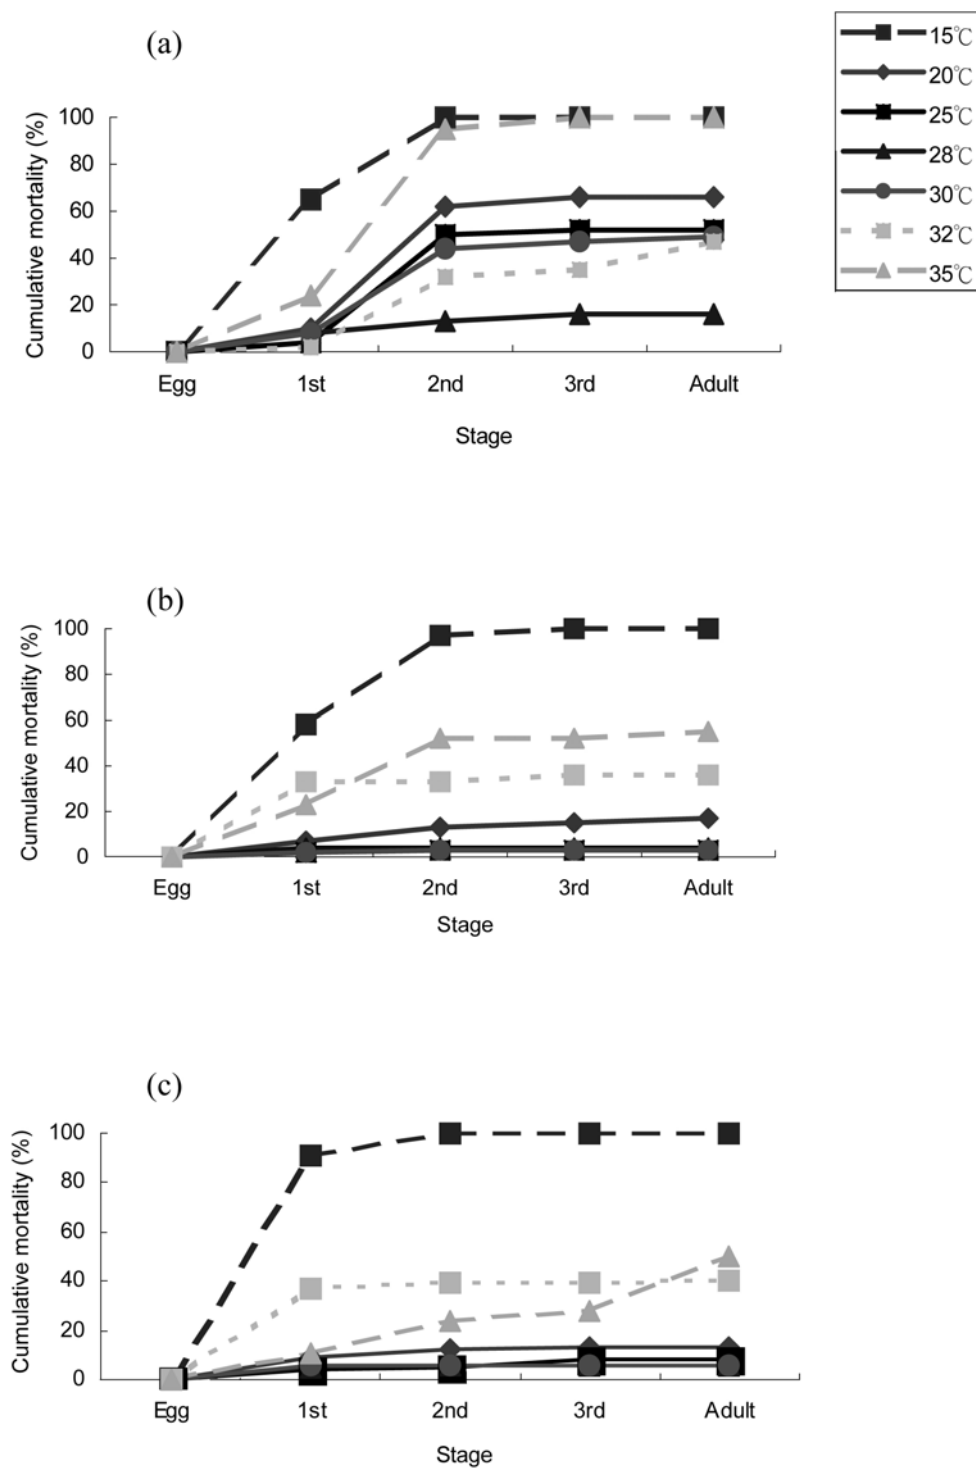 (a)
15℃
20℃
25℃
28℃
30℃
32℃
35℃
Cumulative mortality (%)
100
80
60
40
20
0
Egg 1st 2nd 3rd Adult
Stage
(b)
Cumulative mortality (%)
100
80
60
40
20
0
Egg 1st 2nd 3rd Adult
Stage
(c)
Cumulative mortality (%)
100
80
60
40
20
0
Egg 1st 2nd 3rd Adult
Stage